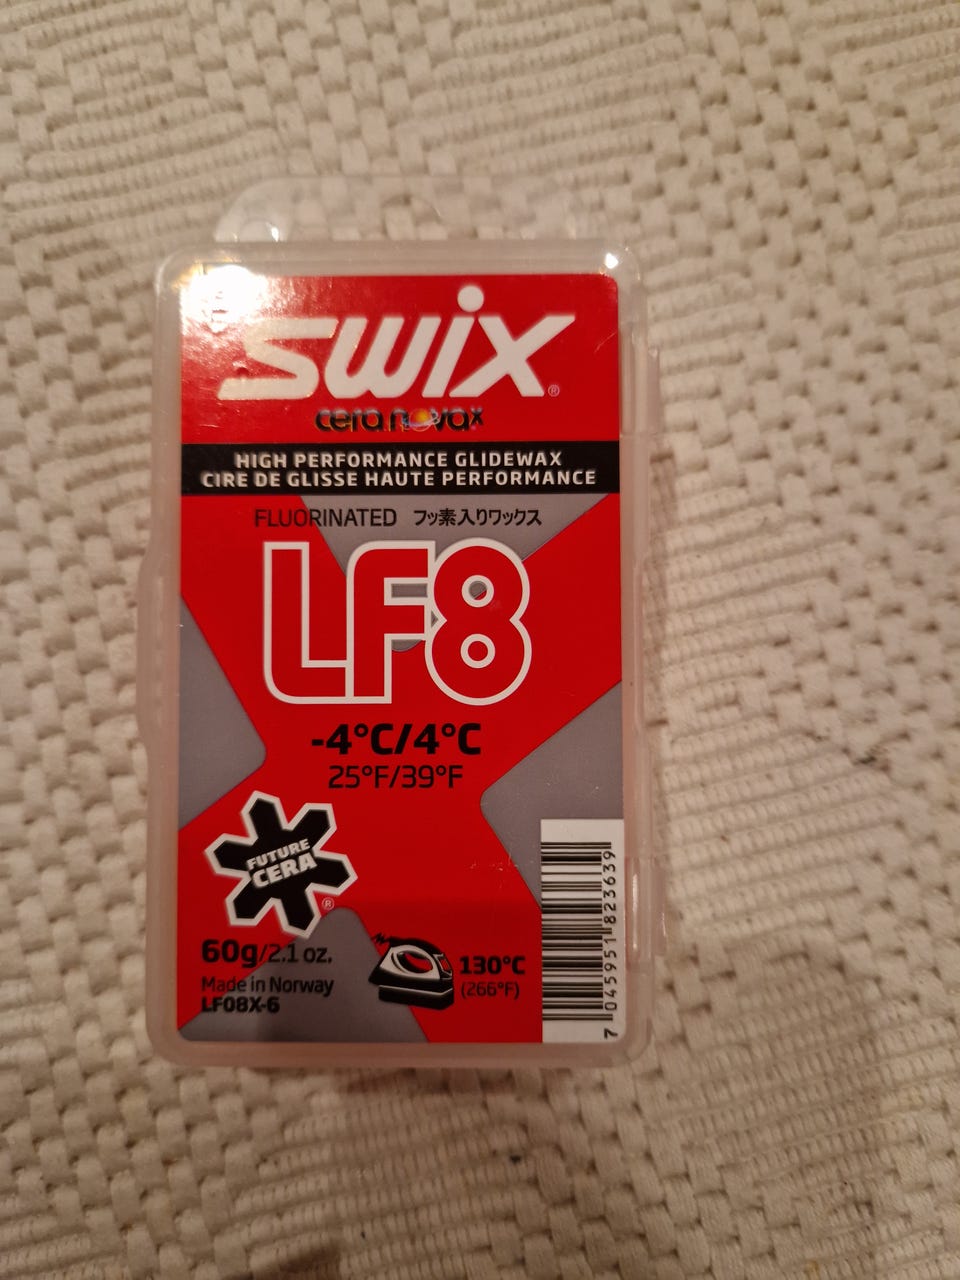 SWiX®
cera novax
HIGH PERFORMANCE GLIDEWAX
CIRE DE GLISSE HAUTE PERFORMANCE
FLUORINATED フッ素入りワックス
LF8
-4°C/4°C
25°F/39°F
FUTURE
CERA
®
60g/2.1 oz.
Made in Norway
LF08X-6
130°C
(266°F)
7 045951 823639